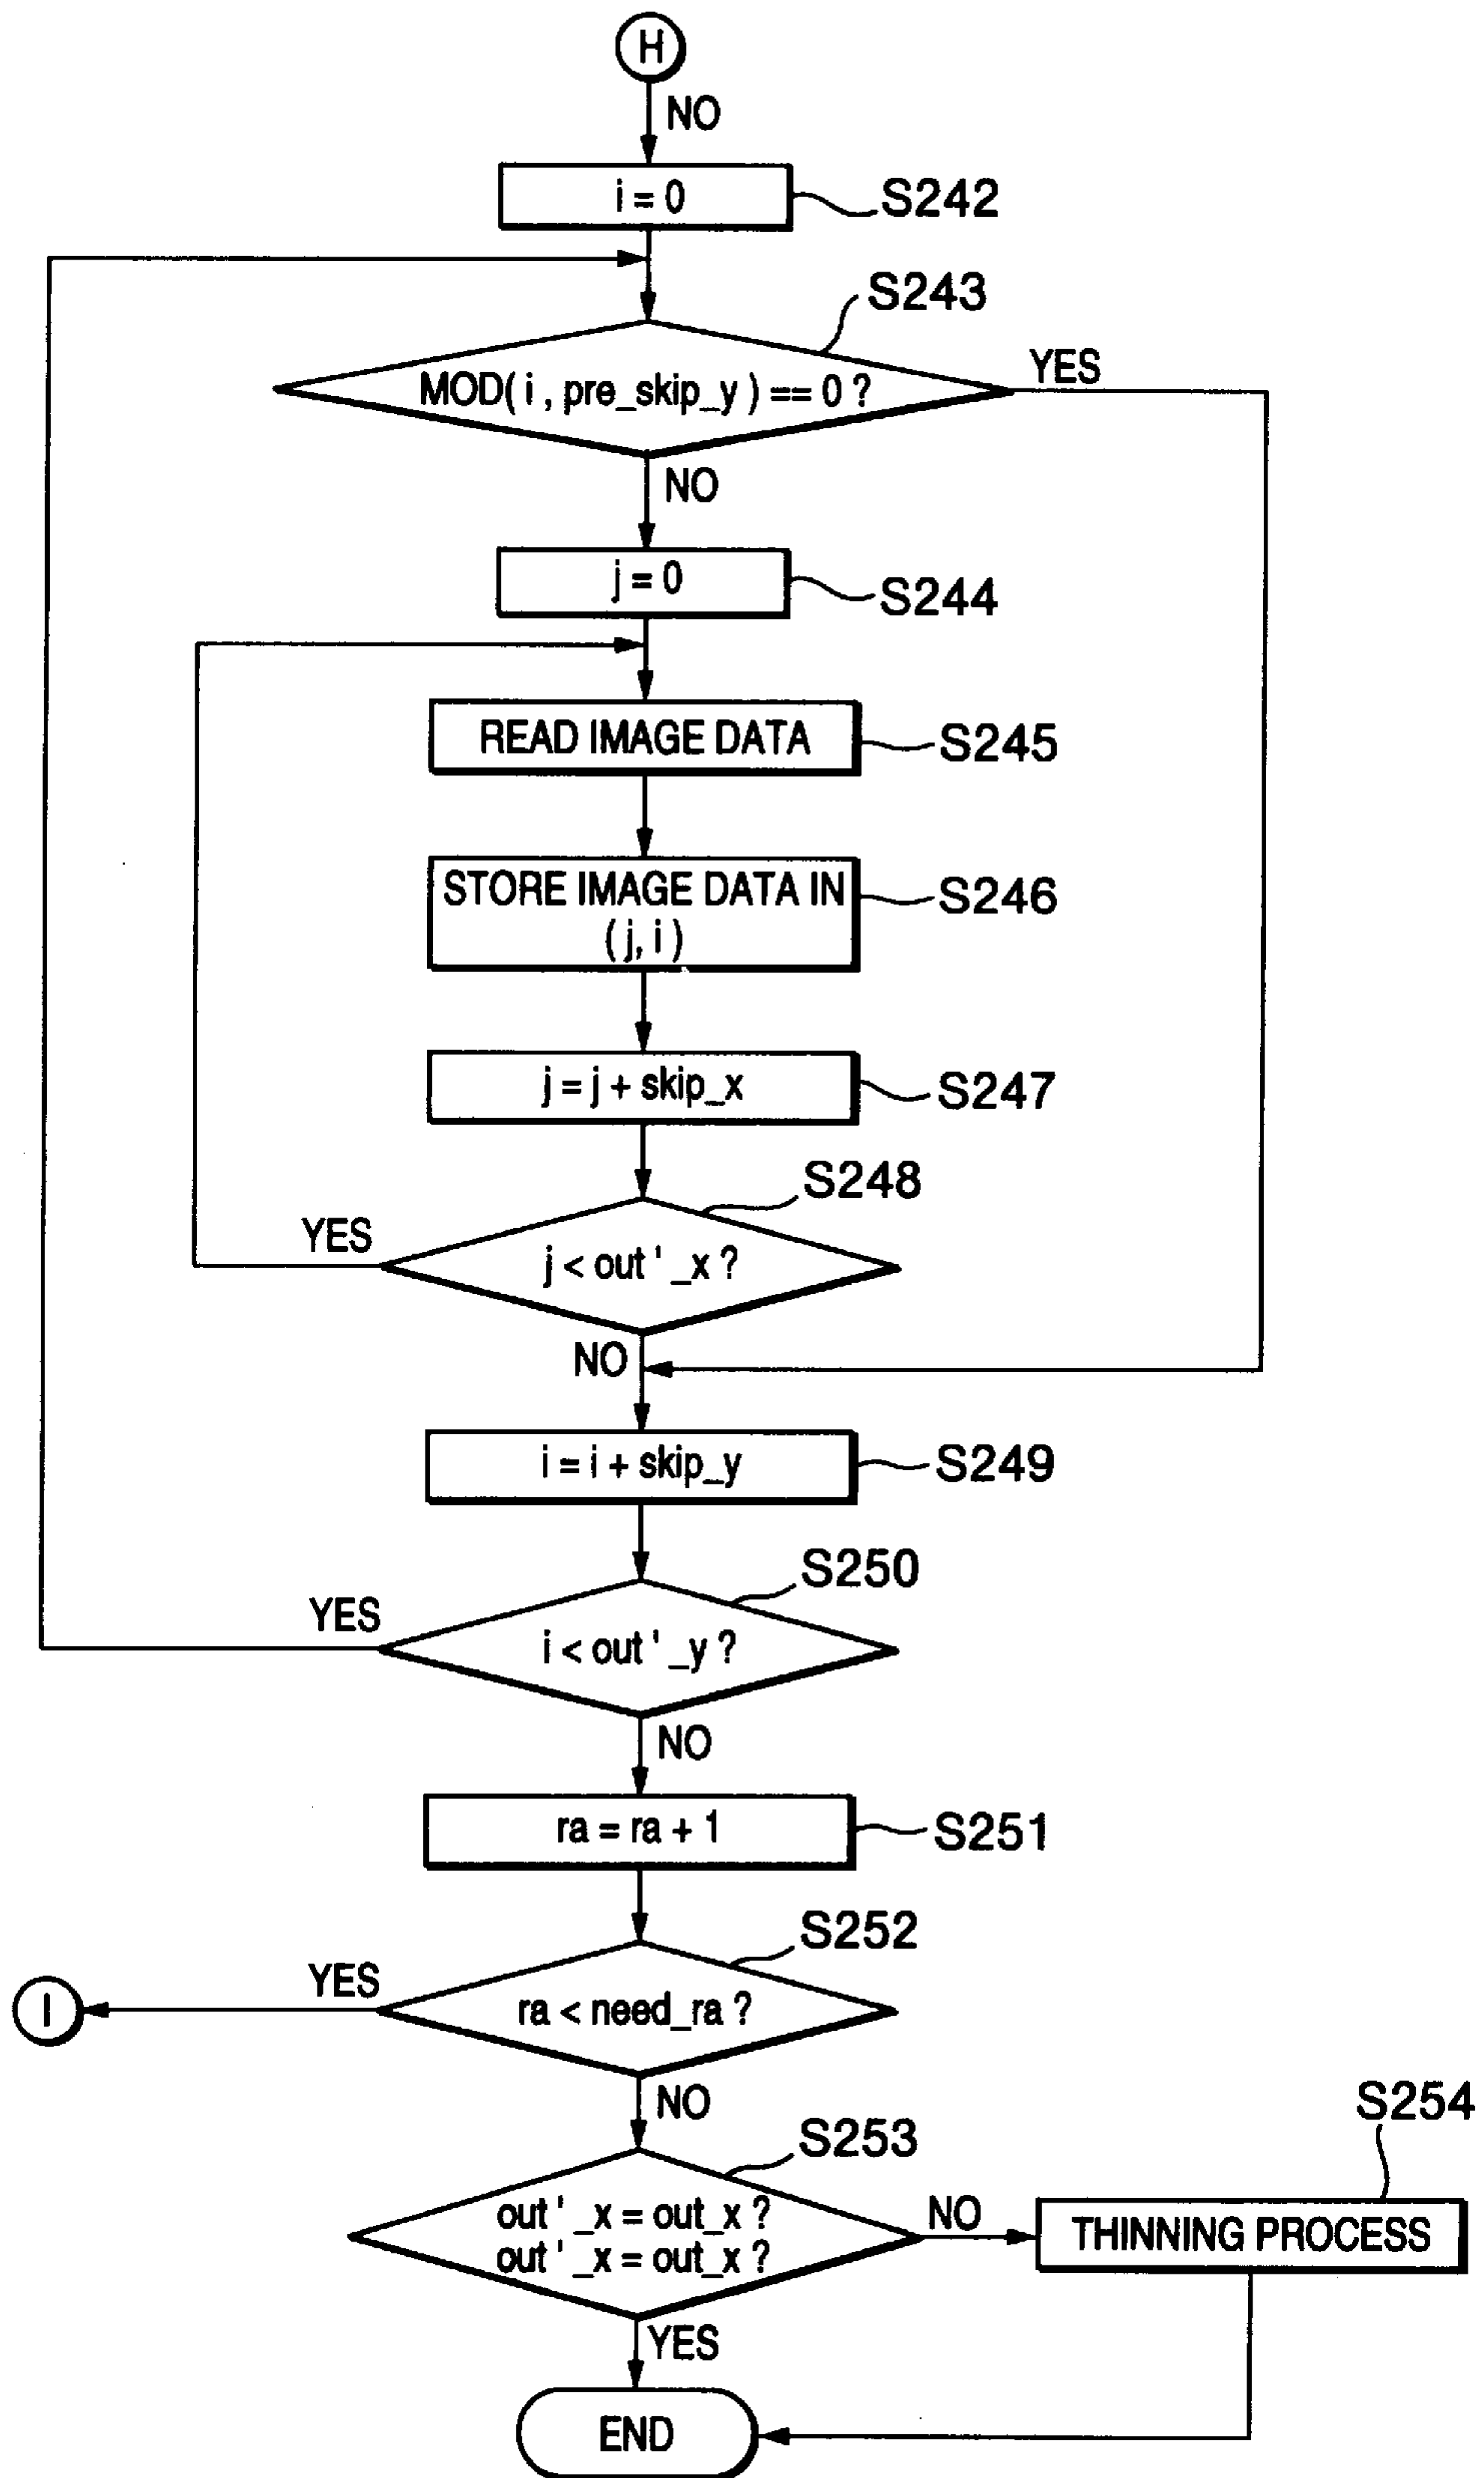 H
NO
i = 0
S242
S243
MOD( i , pre_skip_y ) == 0 ?
YES
NO
j = 0
S244
READ IMAGE DATA
S245
STORE IMAGE DATA IN
( j, i )
S246
j = j + skip_x
S247
S248
YES
j < out ' _x ?
NO
i = i + skip_y
S249
S250
YES
i < out ' _y ?
NO
ra = ra + 1
S251
S252
YES
I
ra < need_ra ?
NO
S253
S254
out ' _x = out_x ?
out ' _x = out_x ?
NO
THINNING PROCESS
YES
END